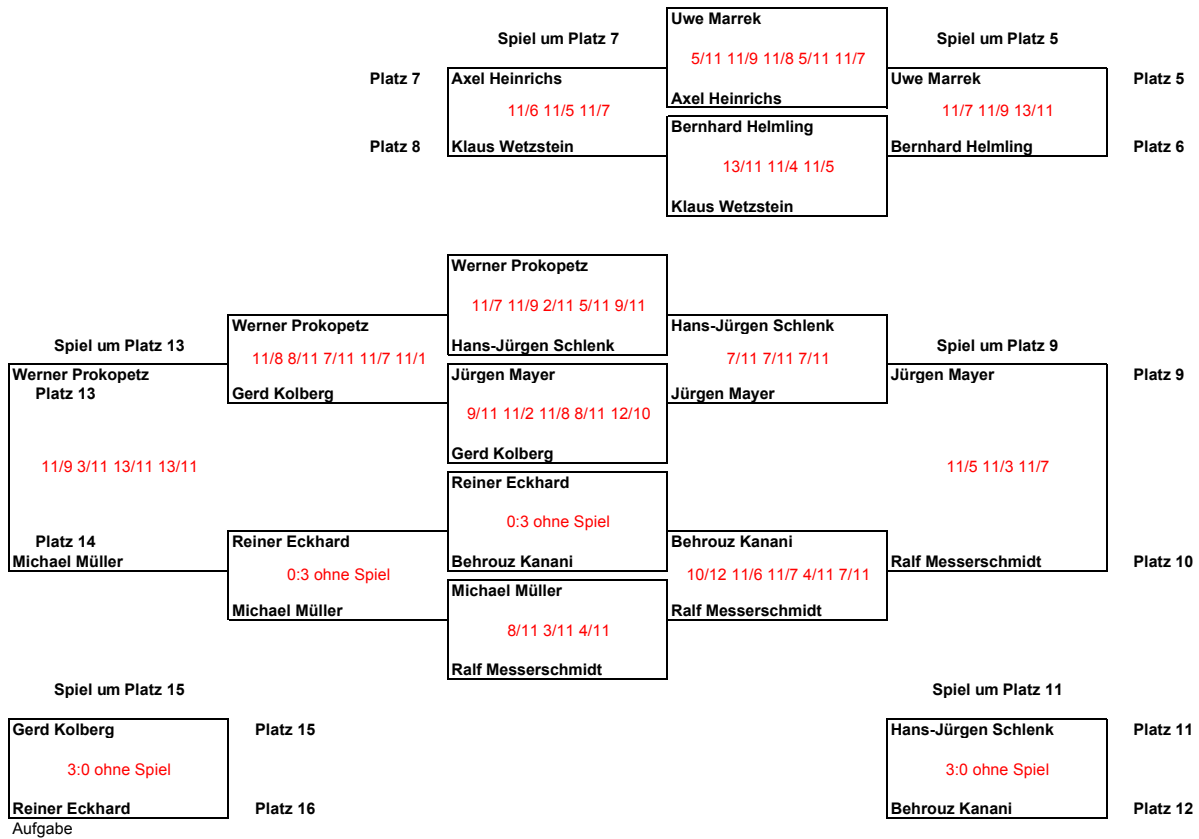 Uwe Marrek
Spiel um Platz 7
Spiel um Platz 5
5/11 11/9 11/8 5/11 11/7
Platz 7
Axel Heinrichs
Uwe Marrek
Platz 5
Axel Heinrichs
11/6 11/5 11/7
11/7 11/9 13/11
Bernhard Helmling
Platz 8
Klaus Wetzstein
Bernhard Helmling
Platz 6
13/11 11/4 11/5
Klaus Wetzstein
Werner Prokopetz
11/7 11/9 2/11 5/11 9/11
Werner Prokopetz
Hans-Jürgen Schlenk
Spiel um Platz 13
Hans-Jürgen Schlenk
Spiel um Platz 9
11/8 8/11 7/11 11/7 11/1
7/11 7/11 7/11
Werner Prokopetz
Jürgen Mayer
Jürgen Mayer
Platz 9
Platz 13
Gerd Kolberg
Jürgen Mayer
9/11 11/2 11/8 8/11 12/10
Gerd Kolberg
11/9 3/11 13/11 13/11
11/5 11/3 11/7
Reiner Eckhard
0:3 ohne Spiel
Platz 14
Reiner Eckhard
Behrouz Kanani
Michael Müller
Behrouz Kanani
Ralf Messerschmidt
Platz 10
0:3 ohne Spiel
10/12 11/6 11/7 4/11 7/11
Michael Müller
Michael Müller
Ralf Messerschmidt
8/11 3/11 4/11
Ralf Messerschmidt
Spiel um Platz 15
Spiel um Platz 11
Gerd Kolberg
Platz 15
Hans-Jürgen Schlenk
Platz 11
3:0 ohne Spiel
3:0 ohne Spiel
Reiner Eckhard
Platz 16
Behrouz Kanani
Platz 12
Aufgabe